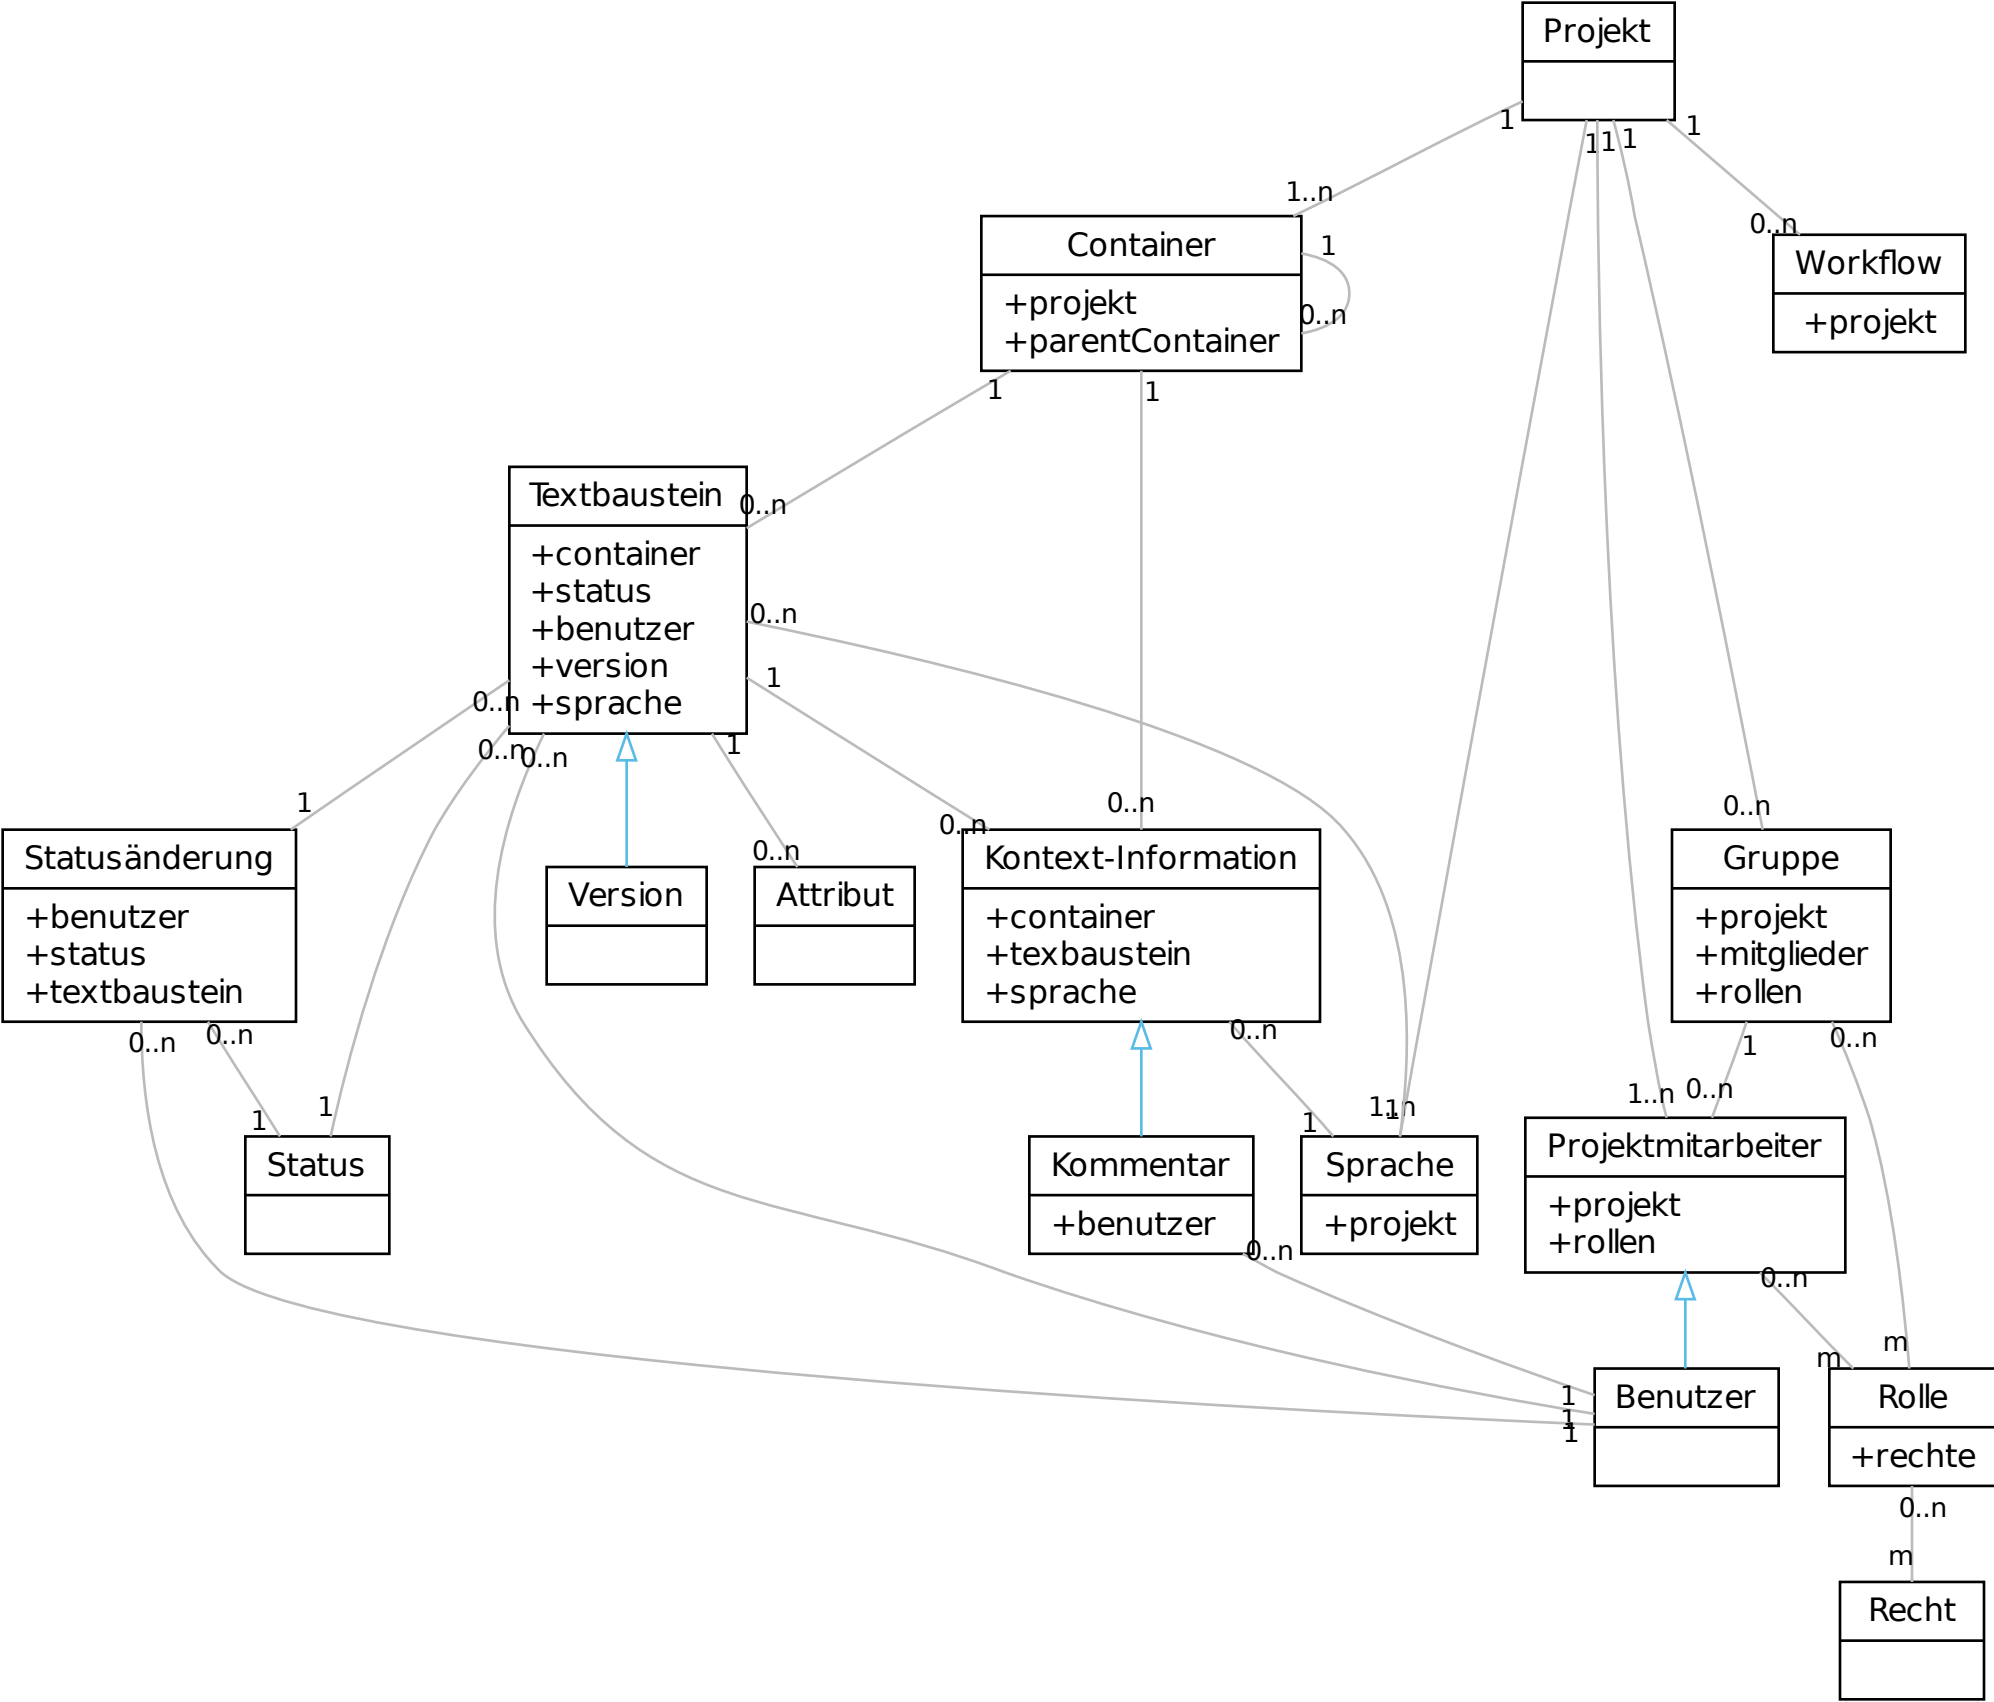 Projekt
1
1
1
1
1
1..n
0..n
Container
+projekt
+parentContainer
1
0..n
Workflow
+projekt
1
1
Textbaustein
+container
+status
+benutzer
+version
+sprache
0..n
0..n
1
0..n
0..n
0..n
1
1
0..n
0..n
0..n
0..n
Statusänderung
+benutzer
+status
+textbaustein
Version
Attribut
Kontext-Information
+container
+texbaustein
+sprache
Gruppe
+projekt
+mitglieder
+rollen
0..n
0..n
0..n
1
0..n
1
1
1
1..n
1
1..n
0..n
Status
Kommentar
+benutzer
Sprache
+projekt
Projektmitarbeiter
+projekt
+rollen
0..n
0..n
m
m
1
1
1
Benutzer
Rolle
+rechte
0..n
m
Recht